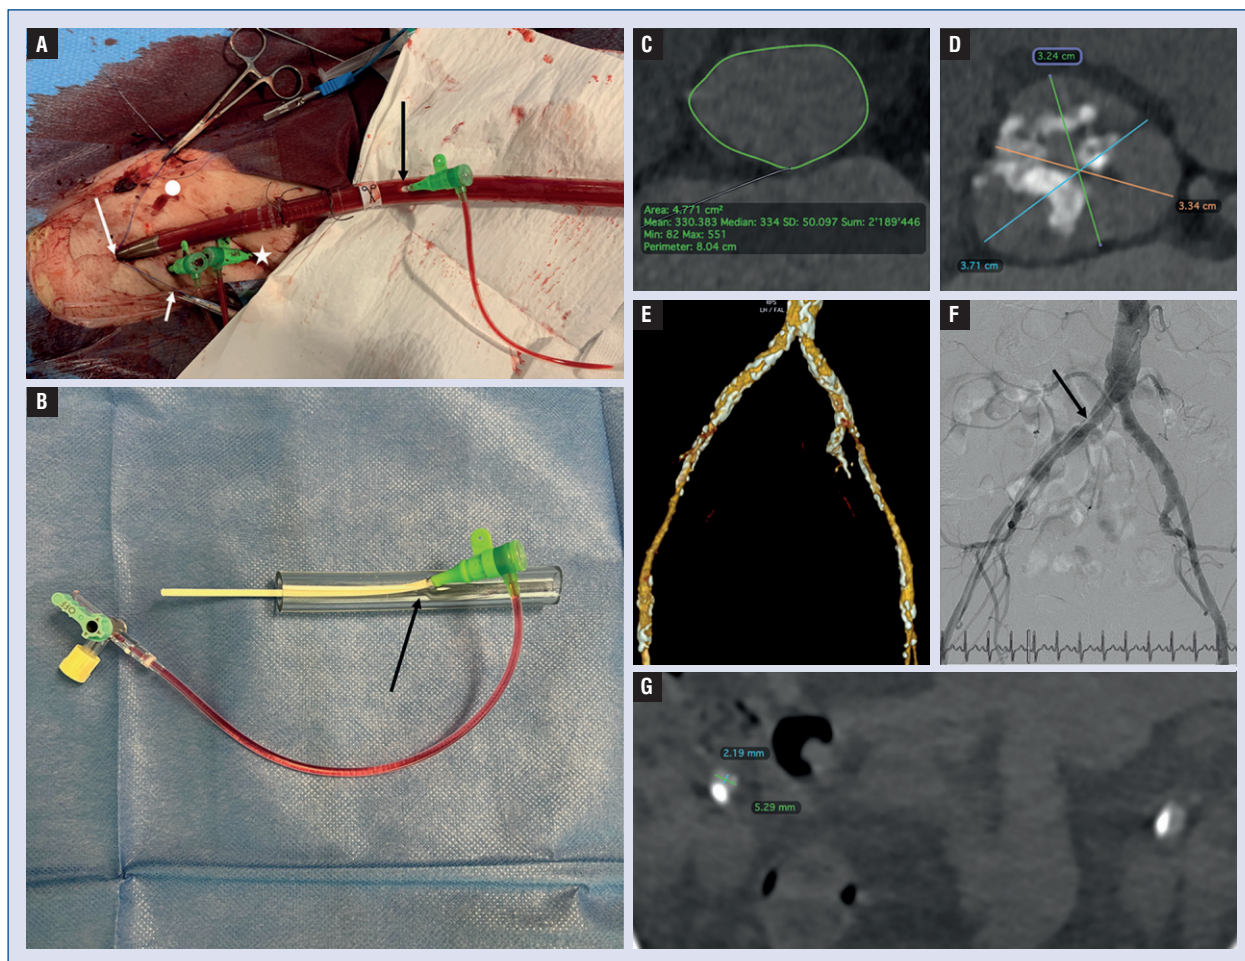 A
B
OFF
C
Area: 4.771 cm²
Mean: 330.383 Median: 334 SD: 50.097 Sum: 2'189'446
Min: 82 Max: 551
Perimeter: 8.04 cm
D
3.24 cm
3.34 cm
3.71 cm
E
LH / FAL
F
G
2.19 mm
5.29 mm